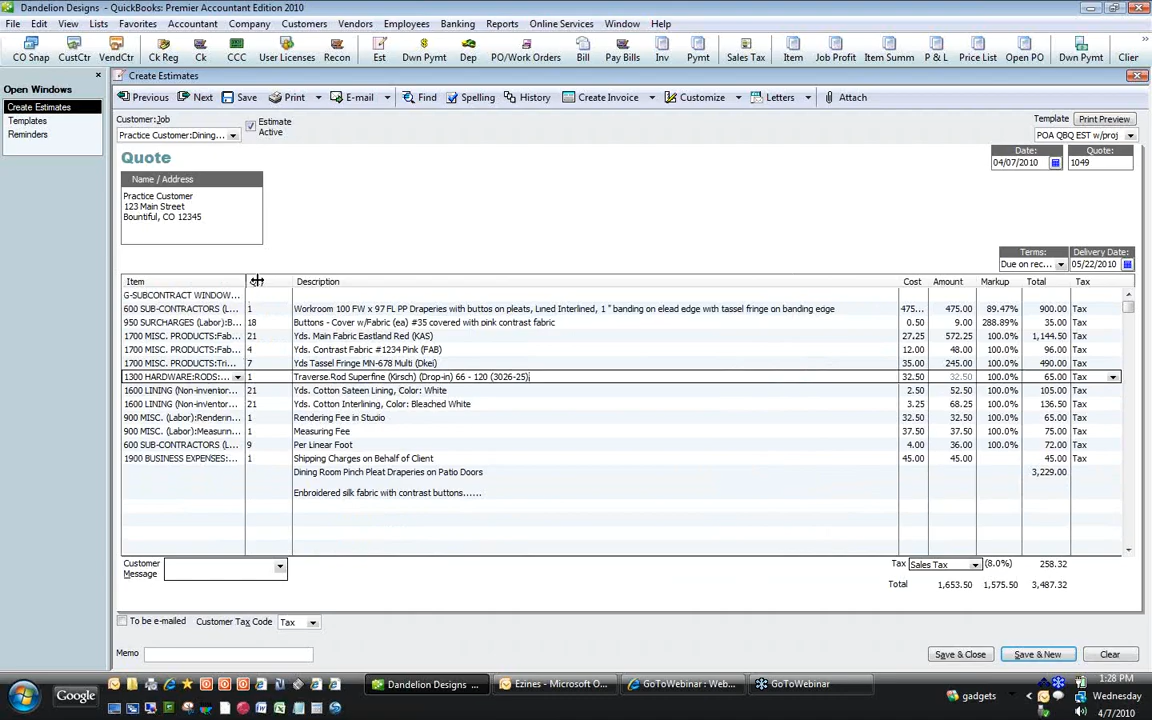 Dandelion Designs - QuickBooks: Premier Accountant Edition 2010
File Edit View Lists Favorites Accountant Company Customers Vendors Employees Banking Reports Online Services Window Help
CO Snap CustCtr VendCtr Ck Reg Ck CCC User Licenses Recon Est Dwn Pymt Dep PO/Work Orders Bill Pay Bills Inv Pymt Sales Tax Item Job Profit Item Summ P & L Price List Open PO Dwn Pymt Clier
Open Windows
Create Estimates
Templates
Reminders
Create Estimates
Previous Next Save Print E-mail Find Spelling History Create Invoice Customize Letters Attach
Customer:Job
Estimate Active
Template Print Preview
Practice Customer:Dining...
POA QBQ EST w/proj
Quote
Date: Quote:
04/07/2010 1049
Name / Address
Practice Customer
123 Main Street
Bountiful, CO 12345
Terms: Delivery Date:
Due on rec... 05/22/2010
Item Description Cost Amount Markup Total Tax
G-SUBCONTRACT WINDOW...
600 SUB-CONTRACTORS (L... 1 Workroom 100 FW x 97 FL PP Draperies with buttos on pleats, Lined Interlined, 1 " banding on elead edge with tassel fringe on banding edge 475... 475.00 89.47% 900.00 Tax
950 SURCHARGES (Labor):B... 18 Buttons - Cover w/Fabric (ea) #35 covered with pink contrast fabric 0.50 9.00 288.89% 35.00 Tax
1700 MISC. PRODUCTS:Fab... 21 Yds. Main Fabric Eastland Red (KAS) 27.25 572.25 100.0% 1,144.50 Tax
1700 MISC. PRODUCTS:Fab... 4 Yds. Contrast Fabric #1234 Pink (FAB) 12.00 48.00 100.0% 96.00 Tax
1700 MISC. PRODUCTS:Tri... 7 Yds Tassel Fringe MN-678 Multi (Dkei) 35.00 245.00 100.0% 490.00 Tax
1300 HARDWARE:RODS:... 1 Traverse.Rod Superfine (Kirsch) (Drop-in) 66 - 120 (3026-25) 32.50 32.50 100.0% 65.00 Tax
1600 LINING (Non-inventor... 21 Yds. Cotton Sateen Lining, Color: White 2.50 52.50 100.0% 105.00 Tax
1600 LINING (Non-inventor... 21 Yds. Cotton Interlining, Color: Bleached White 3.25 68.25 100.0% 136.50 Tax
900 MISC. (Labor):Renderin... 1 Rendering Fee in Studio 32.50 32.50 100.0% 65.00 Tax
900 MISC. (Labor):Measurin... 1 Measuring Fee 37.50 37.50 100.0% 75.00 Tax
600 SUB-CONTRACTORS (L... 9 Per Linear Foot 4.00 36.00 100.0% 72.00 Tax
1900 BUSINESS EXPENSES:... 1 Shipping Charges on Behalf of Client 45.00 45.00 45.00 Tax
Dining Room Pinch Pleat Draperies on Patio Doors 3,229.00
Enbroidered silk fabric with contrast buttons......
Customer Message
Tax Sales Tax (8.0%) 258.32
Total 1,653.50 1,575.50 3,487.32
To be e-mailed Customer Tax Code Tax
Memo
Save & Close Save & New Clear
Google Dandelion Designs ... Ezines - Microsoft O... GoToWebinar : Web... GoToWebinar gadgets 1:28 PM
Wednesday
4/7/2010